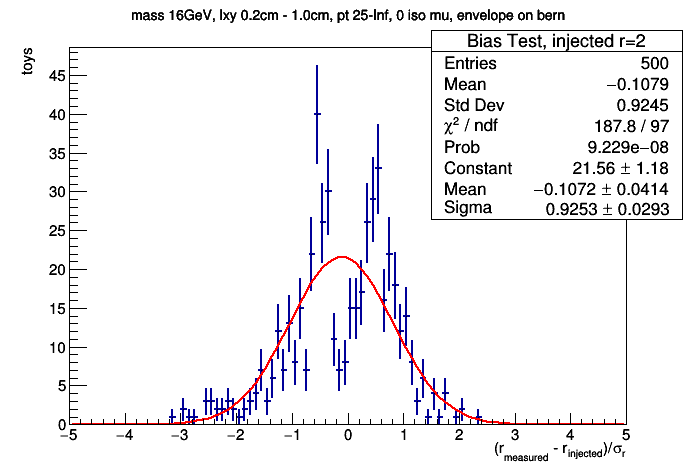 mass 16GeV, lxy 0.2cm - 1.0cm, pt 25-Inf, 0 iso mu, envelope on bern
Bias Test, injected r=2
Entries 500
Mean −0.1079
Std Dev 0.9245
χ² / ndf 187.8 / 97
Prob 9.229e−08
Constant 21.56 ± 1.18
Mean −0.1072 ± 0.0414
Sigma 0.9253 ± 0.0293
toys
45
40
35
30
25
20
15
10
5
0
−5 −4 −3 −2 −1 0 1 2 3 4 5
(r_measured - r_injected)/σ_r